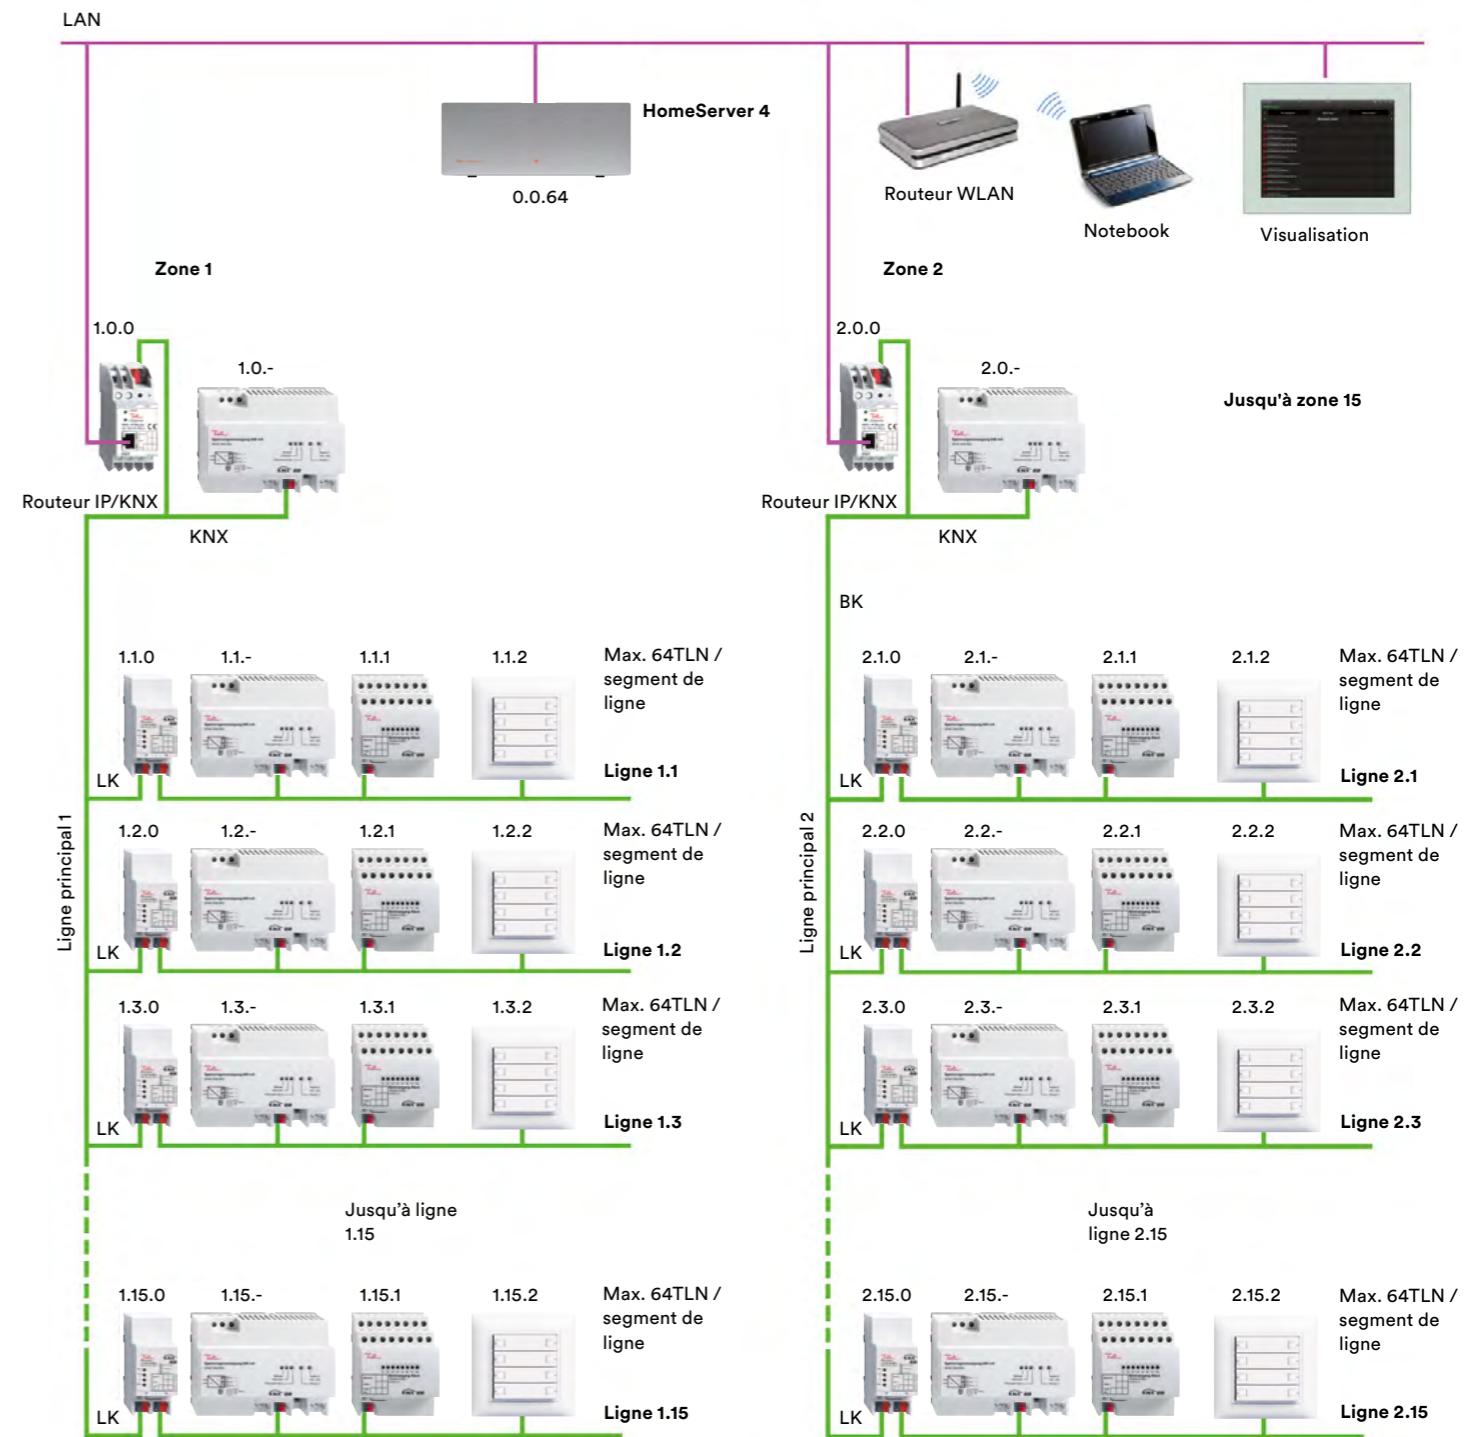 LAN
HomeServer 4
0.0.64
Routeur WLAN
Notebook
Visualisation
Zone 1
Zone 2
1.0.0
1.0.-
2.0.0
2.0.-
Jusqu'à zone 15
Routeur IP/KNX
KNX
Routeur IP/KNX
KNX
BK
Ligne principal 1
1.1.0
1.1.-
1.1.1
1.1.2
Max. 64TLN /
segment de
ligne
LK
Ligne 1.1
1.2.0
1.2.-
1.2.1
1.2.2
Max. 64TLN /
segment de
ligne
LK
Ligne 1.2
1.3.0
1.3.-
1.3.1
1.3.2
Max. 64TLN /
segment de
ligne
LK
Ligne 1.3
Jusqu'à ligne
1.15
1.15.0
1.15.-
1.15.1
1.15.2
Max. 64TLN /
segment de
ligne
LK
Ligne 1.15
Ligne principal 2
2.1.0
2.1.-
2.1.1
2.1.2
Max. 64TLN /
segment de
ligne
LK
Ligne 2.1
2.2.0
2.2.-
2.2.1
2.2.2
Max. 64TLN /
segment de
ligne
LK
Ligne 2.2
2.3.0
2.3.-
2.3.1
2.3.2
Max. 64TLN /
segment de
ligne
LK
Ligne 2.3
Jusqu'à
ligne 2.15
2.15.0
2.15.-
2.15.1
2.15.2
Max. 64TLN /
segment de
ligne
LK
Ligne 2.15